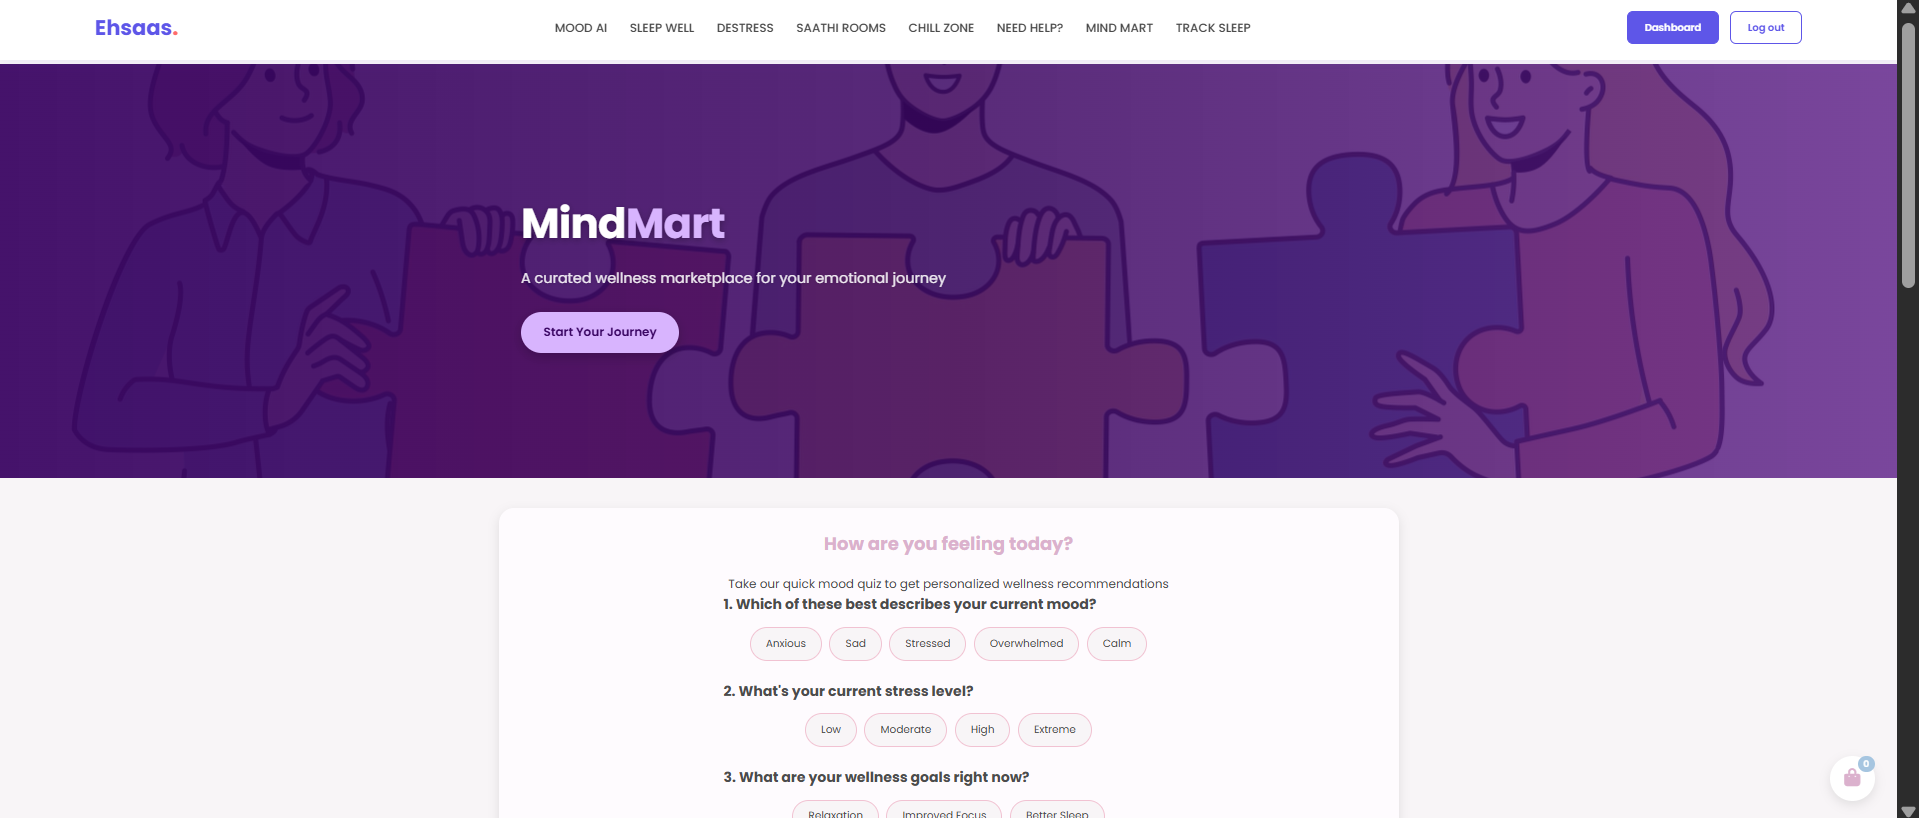 Ehsaas.
MOOD AI SLEEP WELL DESTRESS SAATHI ROOMS CHILL ZONE NEED HELP? MIND MART TRACK SLEEP
Dashboard Log out
MindMart
A curated wellness marketplace for your emotional journey
Start Your Journey
How are you feeling today?
Take our quick mood quiz to get personalized wellness recommendations
1. Which of these best describes your current mood?
Anxious Sad Stressed Overwhelmed Calm
2. What's your current stress level?
Low Moderate High Extreme
3. What are your wellness goals right now?
Relaxation Improved Focus Better Sleep
0